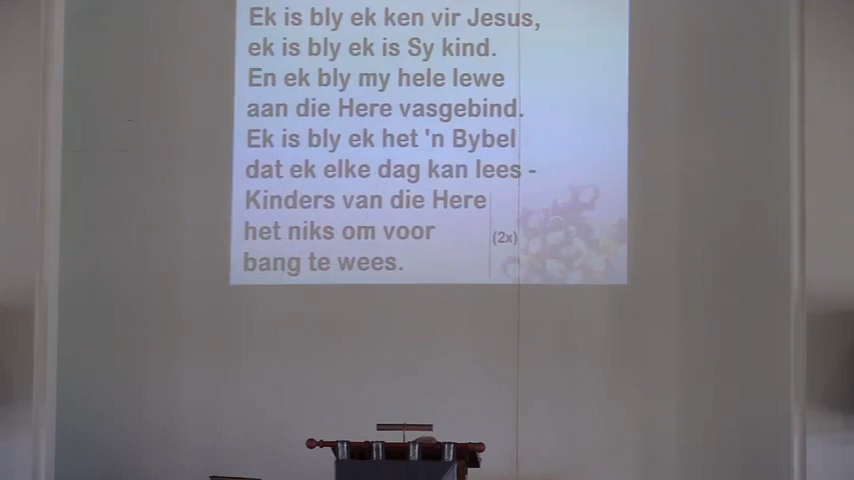 Ek is bly ek ken vir Jesus,
ek is bly ek is Sy kind.
En ek bly my hele lewe
aan die Here vasgebind.
Ek is bly ek het 'n Bybel
dat ek elke dag kan lees -
Kinders van die Here
het niks om voor
(2x)
bang te wees.